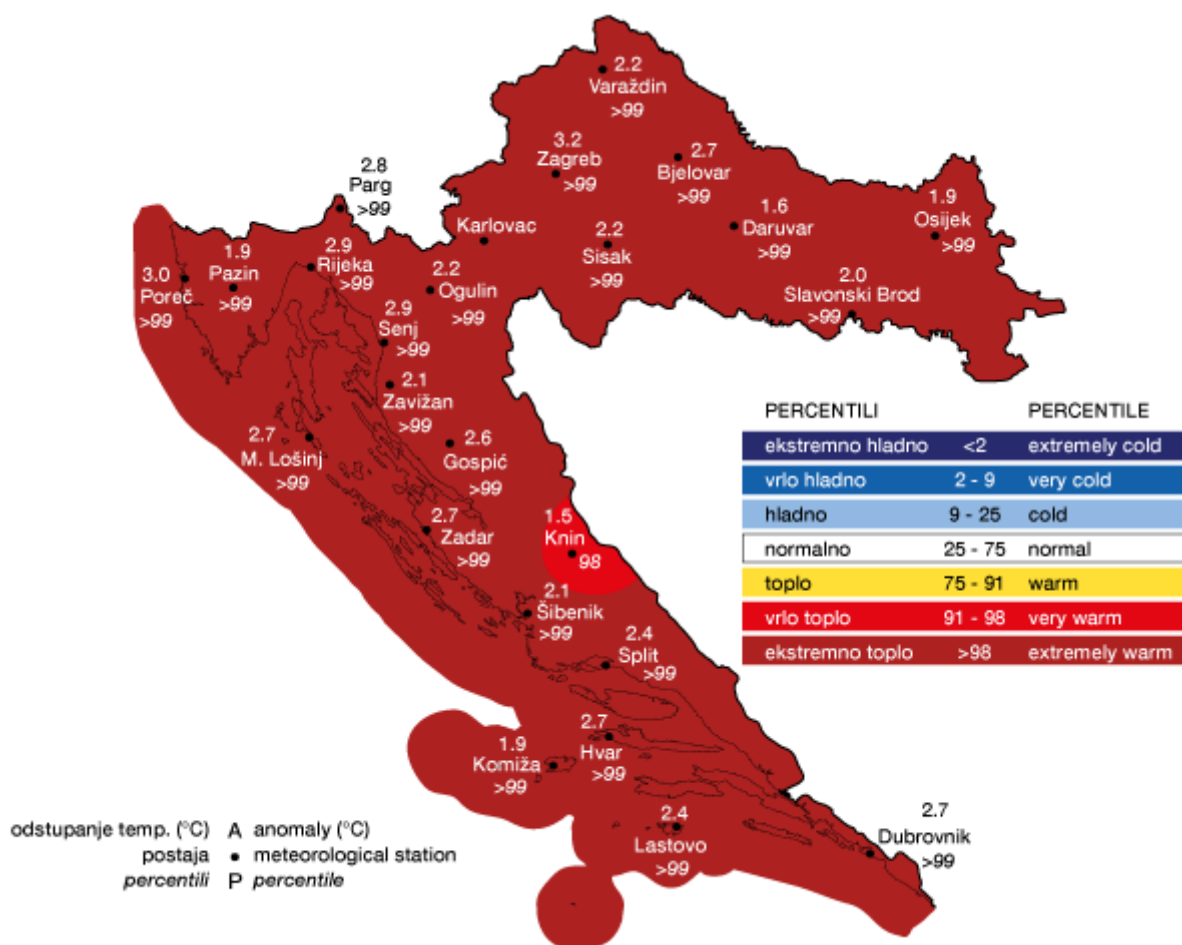 2.2
Varaždin
>99
3.2
Zagreb
>99
2.7
Bjelovar
>99
2.8
Parg
>99
1.9
Osijek
>99
1.6
Daruvar
>99
Karlovac
2.2
Sisak
>99
3.0
Poreč
>99
1.9
Pazin
>99
2.9
Rijeka
>99
2.2
Ogulin
>99
2.0
Slavonski Brod
>99
2.9
Senj
>99
2.1
Zavižan
>99
2.7
M. Lošinj
>99
2.6
Gospić
>99
2.7
Zadar
>99
1.5
Knin
98
2.1
Šibenik
>99
2.4
Split
>99
2.7
Hvar
>99
1.9
Komiža
>99
2.4
Lastovo
>99
2.7
Dubrovnik
>99
PERCENTILI PERCENTILE
ekstremno hladno <2 extremely cold
vrlo hladno 2 - 9 very cold
hladno 9 - 25 cold
normalno 25 - 75 normal
toplo 75 - 91 warm
vrlo toplo 91 - 98 very warm
ekstremno toplo >98 extremely warm
odstupanje temp. (°C) A anomaly (°C)
postaja • meteorological station
percentili P percentile